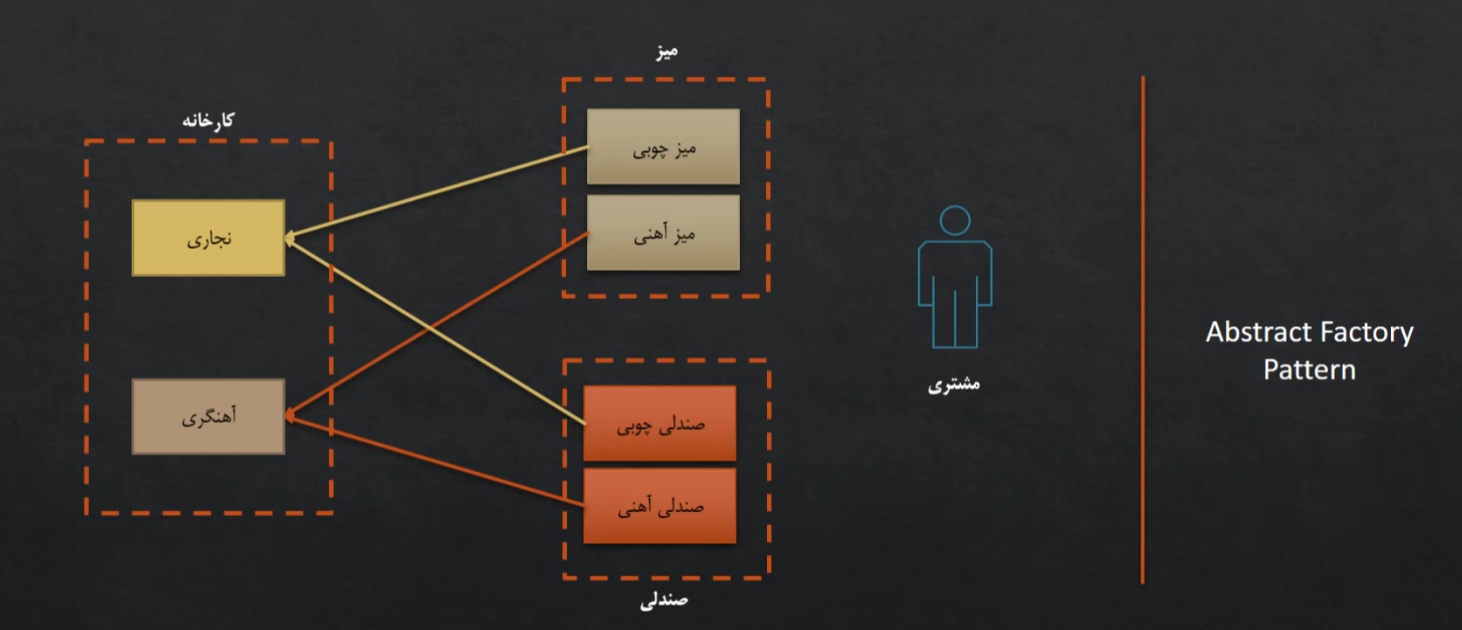 میز
کارخانه
میز چوبی
نجاری
میز آهنی
Abstract Factory
Pattern
مشتری
آهنگری
صندلی چوبی
صندلی آهنی
صندلی